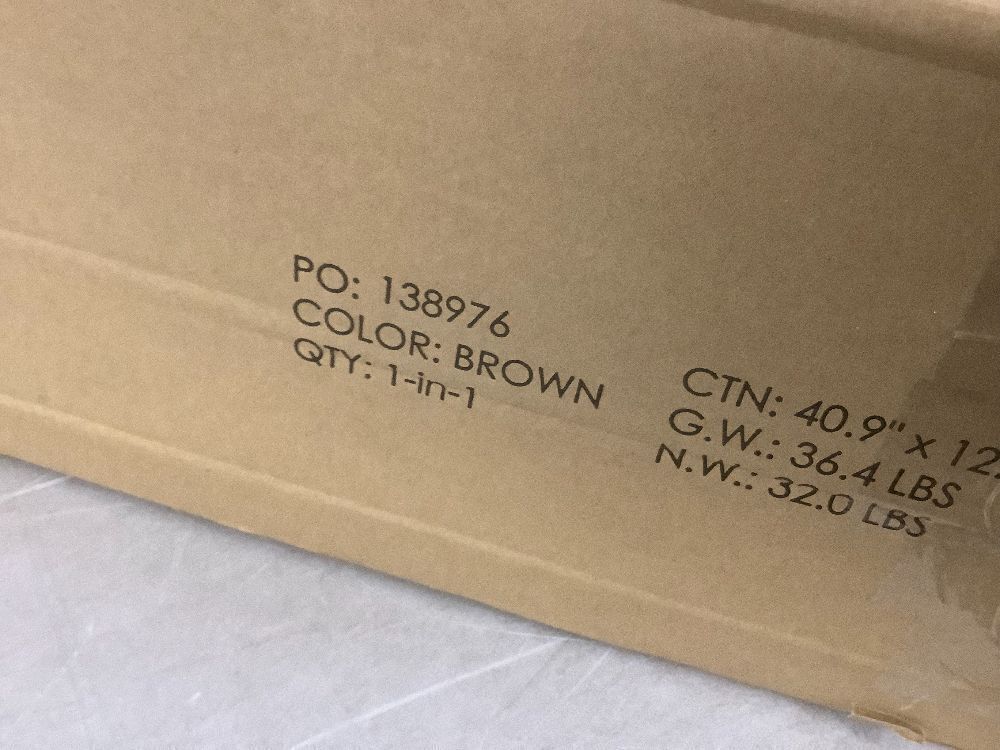 PO: 138976
COLOR: BROWN
QTY: 1-in-1
CTN: 40.9" x 12.
G.W.: 36.4 LBS
N.W.: 32.0 LBS